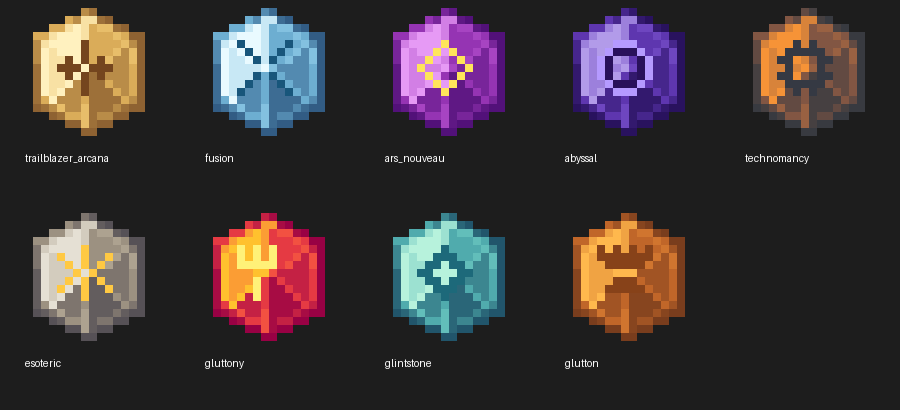 trailblazer_arcana
fusion
ars_nouveau
abyssal
technomancy
esoteric
gluttony
glintstone
glutton